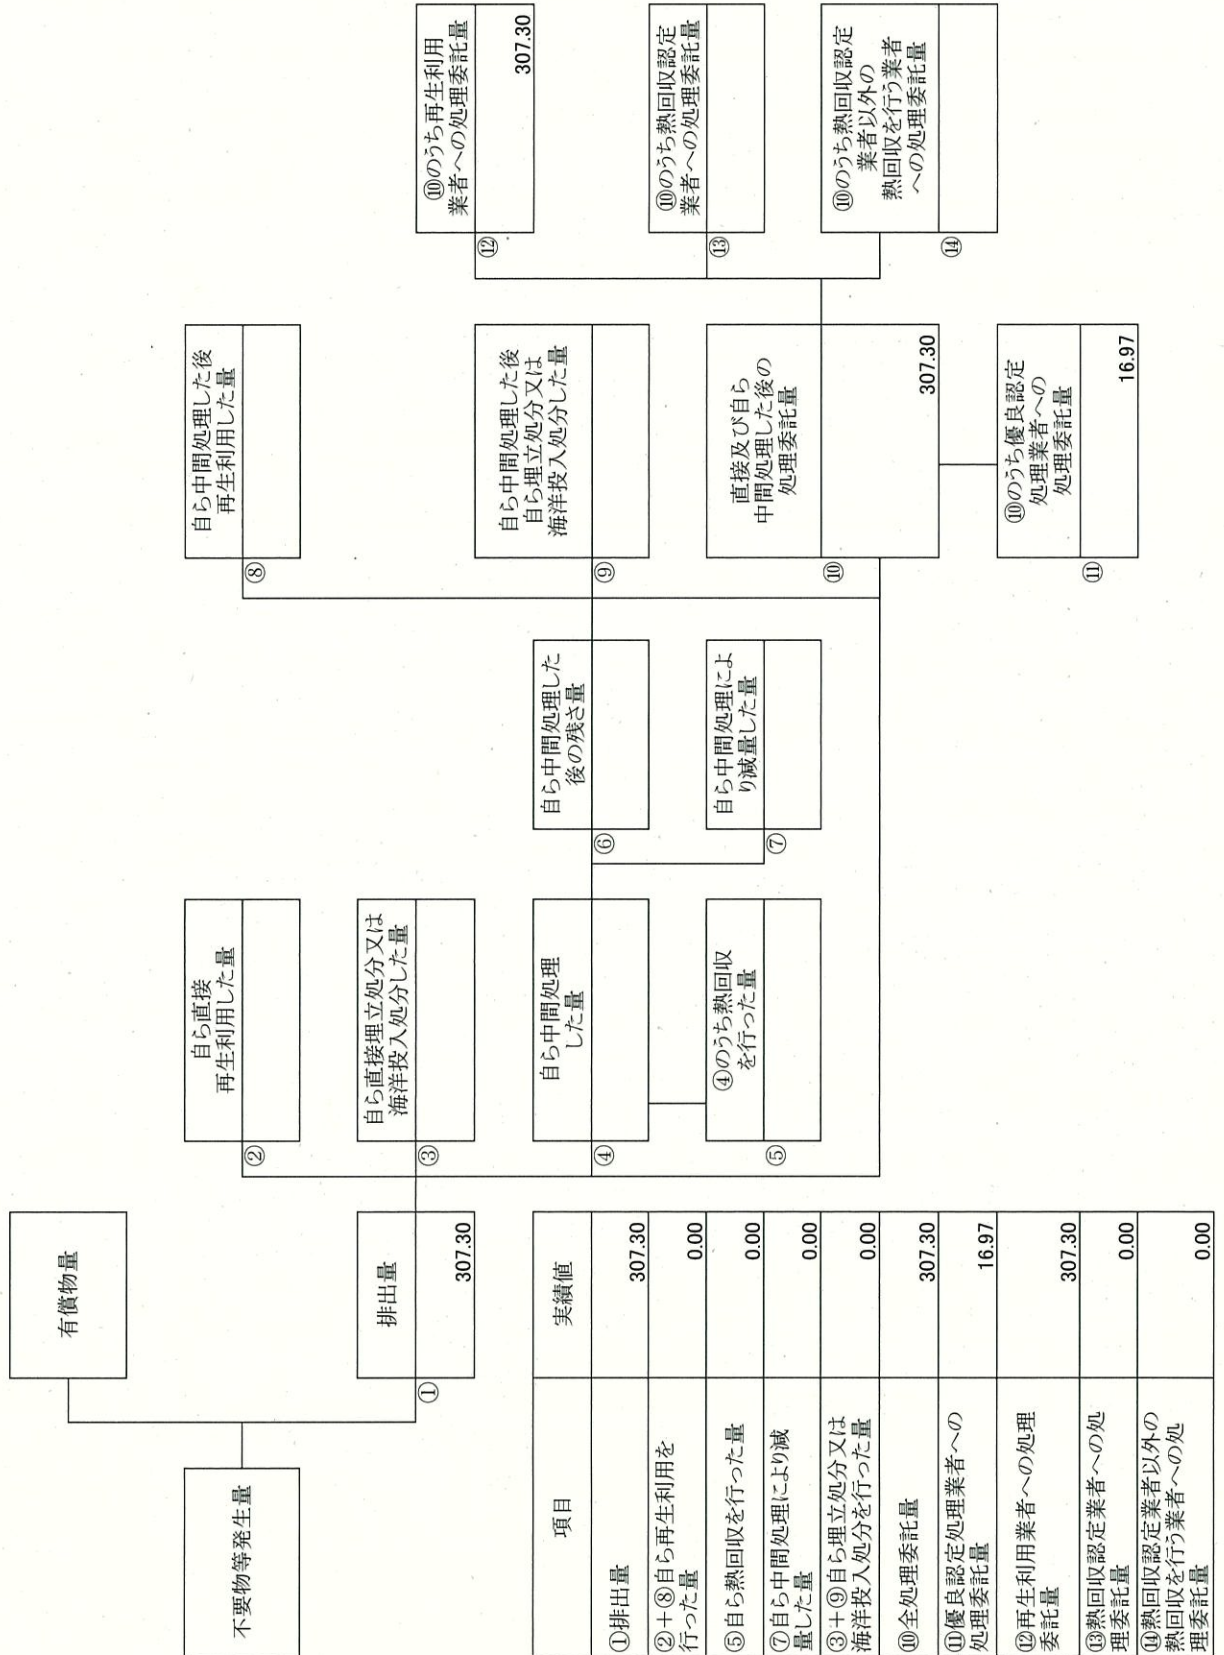 不要物等発生量
有償物量
①
排出量
307.30
②
自ら直接
再生利用した量
③
自ら直接埋立処分又は
海洋投入処分した量
④
自ら中間処理
した量
⑤
④のうち熱回収
を行った量
⑥
自ら中間処理した
後の残さ量
⑦
自ら中間処理によ
り減量した量
⑧
自ら中間処理した後
再生利用した量
⑨
自ら中間処理した後
自ら埋立処分又は
海洋投入処分した量
⑩
直接及び自ら
中間処理した後の
処理委託量
307.30
⑪
⑩のうち優良認定
処理業者への
処理委託量
16.97
⑫
⑩のうち再生利用
業者への処理委託量
307.30
⑬
⑩のうち熱回収認定
業者への処理委託量
⑭
⑩のうち熱回収認定
業者以外の
熱回収を行う業者
への処理委託量
項目 実績値
①排出量 307.30
②+⑧自ら再生利用を
行った量 0.00
⑤自ら熱回収を行った量 0.00
⑦自ら中間処理により減
量した量 0.00
③+⑨自ら埋立処分又は
海洋投入処分を行った量 0.00
⑩全処理委託量 307.30
⑪優良認定処理業者への
処理委託量 16.97
⑫再生利用業者への処理
委託量 307.30
⑬熱回収認定業者への処
理委託量 0.00
⑭熱回収認定業者以外の
熱回収を行う業者への処
理委託量 0.00